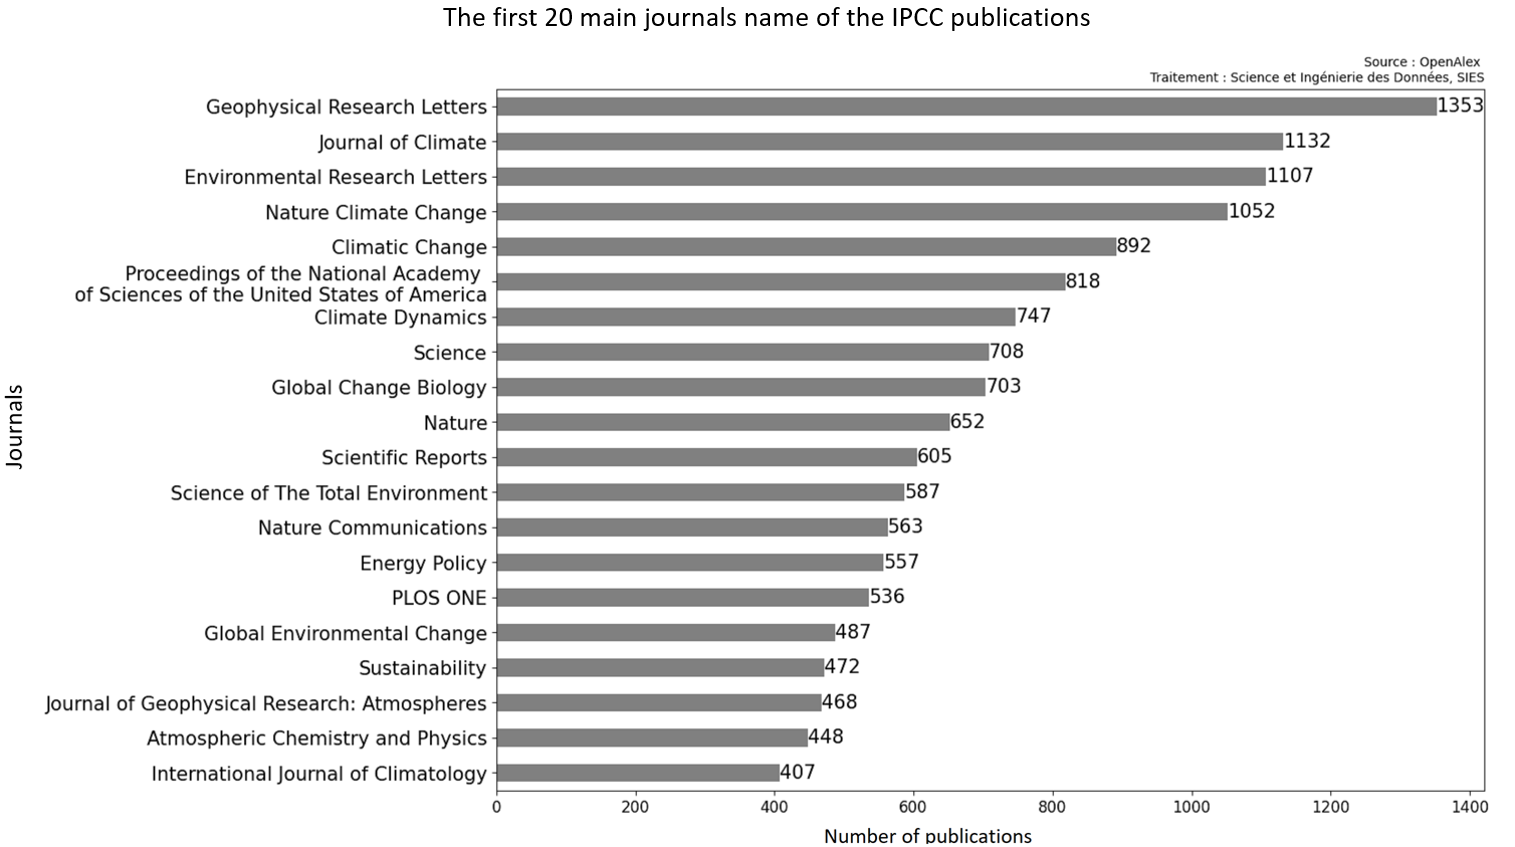 The first 20 main journals name of the IPCC publications
Source : OpenAlex
Traitement : Science et Ingénierie des Données, SIES
Geophysical Research Letters 1353
Journal of Climate 1132
Environmental Research Letters 1107
Nature Climate Change 1052
Climatic Change 892
Proceedings of the National Academy
of Sciences of the United States of America 818
Climate Dynamics 747
Science 708
Global Change Biology 703
Nature 652
Scientific Reports 605
Science of The Total Environment 587
Nature Communications 563
Energy Policy 557
PLOS ONE 536
Global Environmental Change 487
Sustainability 472
Journal of Geophysical Research: Atmospheres 468
Atmospheric Chemistry and Physics 448
International Journal of Climatology 407
Journals
0 200 400 600 800 1000 1200 1400
Number of publications